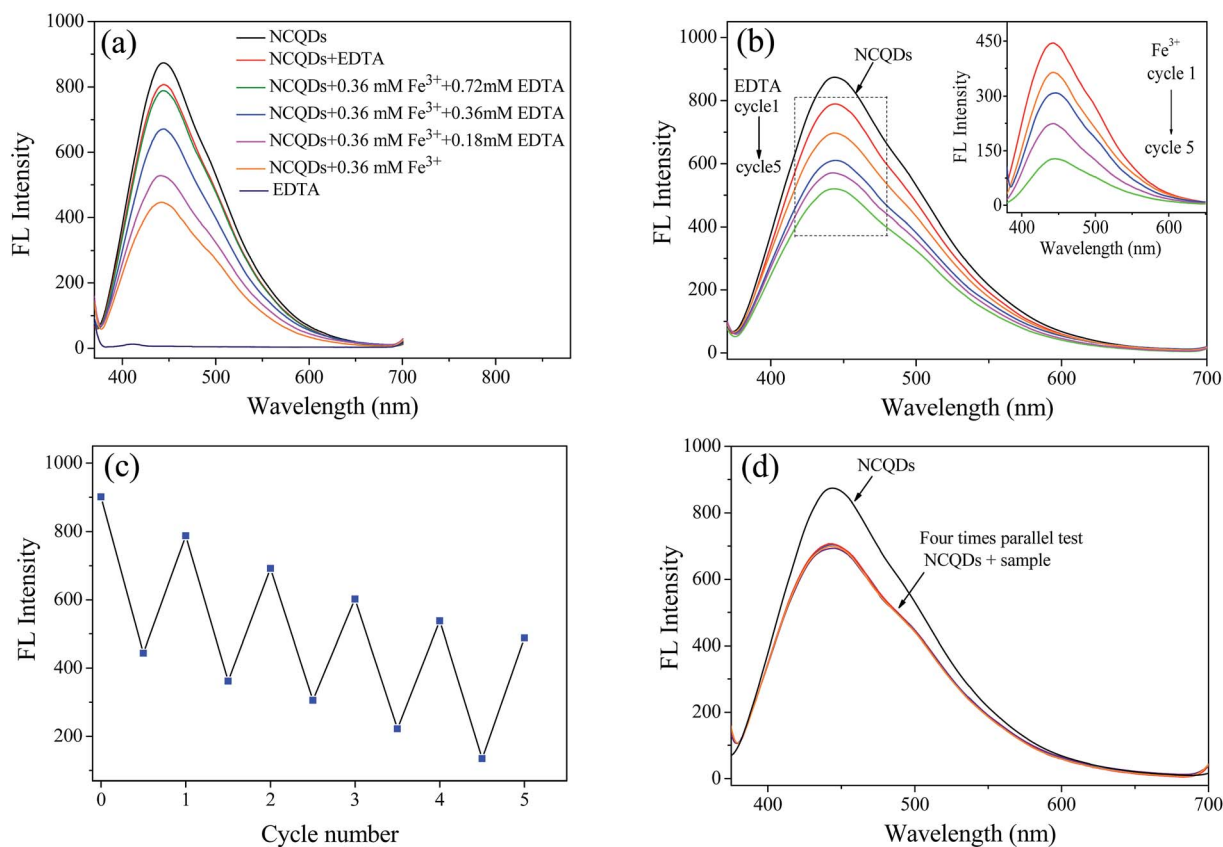 (a)
1000
800
600
400
200
0
FL Intensity
400
500
600
700
800
Wavelength (nm)
NCQDs
NCQDs+EDTA
NCQDs+0.36 mM Fe³⁺+0.72mM EDTA
NCQDs+0.36 mM Fe³⁺+0.36mM EDTA
NCQDs+0.36 mM Fe³⁺+0.18mM EDTA
NCQDs+0.36 mM Fe³⁺
EDTA
(b)
1000
800
600
400
200
0
FL Intensity
400
500
600
700
Wavelength (nm)
NCQDs
EDTA
cycle1
cycle5
450
300
150
0
FL Intensity
400
450
500
550
600
Wavelength (nm)
Fe³⁺
cycle 1
cycle 5
(c)
1000
800
600
400
200
FL Intensity
0
1
2
3
4
5
Cycle number
(d)
1000
800
600
400
200
0
FL Intensity
400
500
600
700
Wavelength (nm)
NCQDs
Four times parallel test
NCQDs + sample